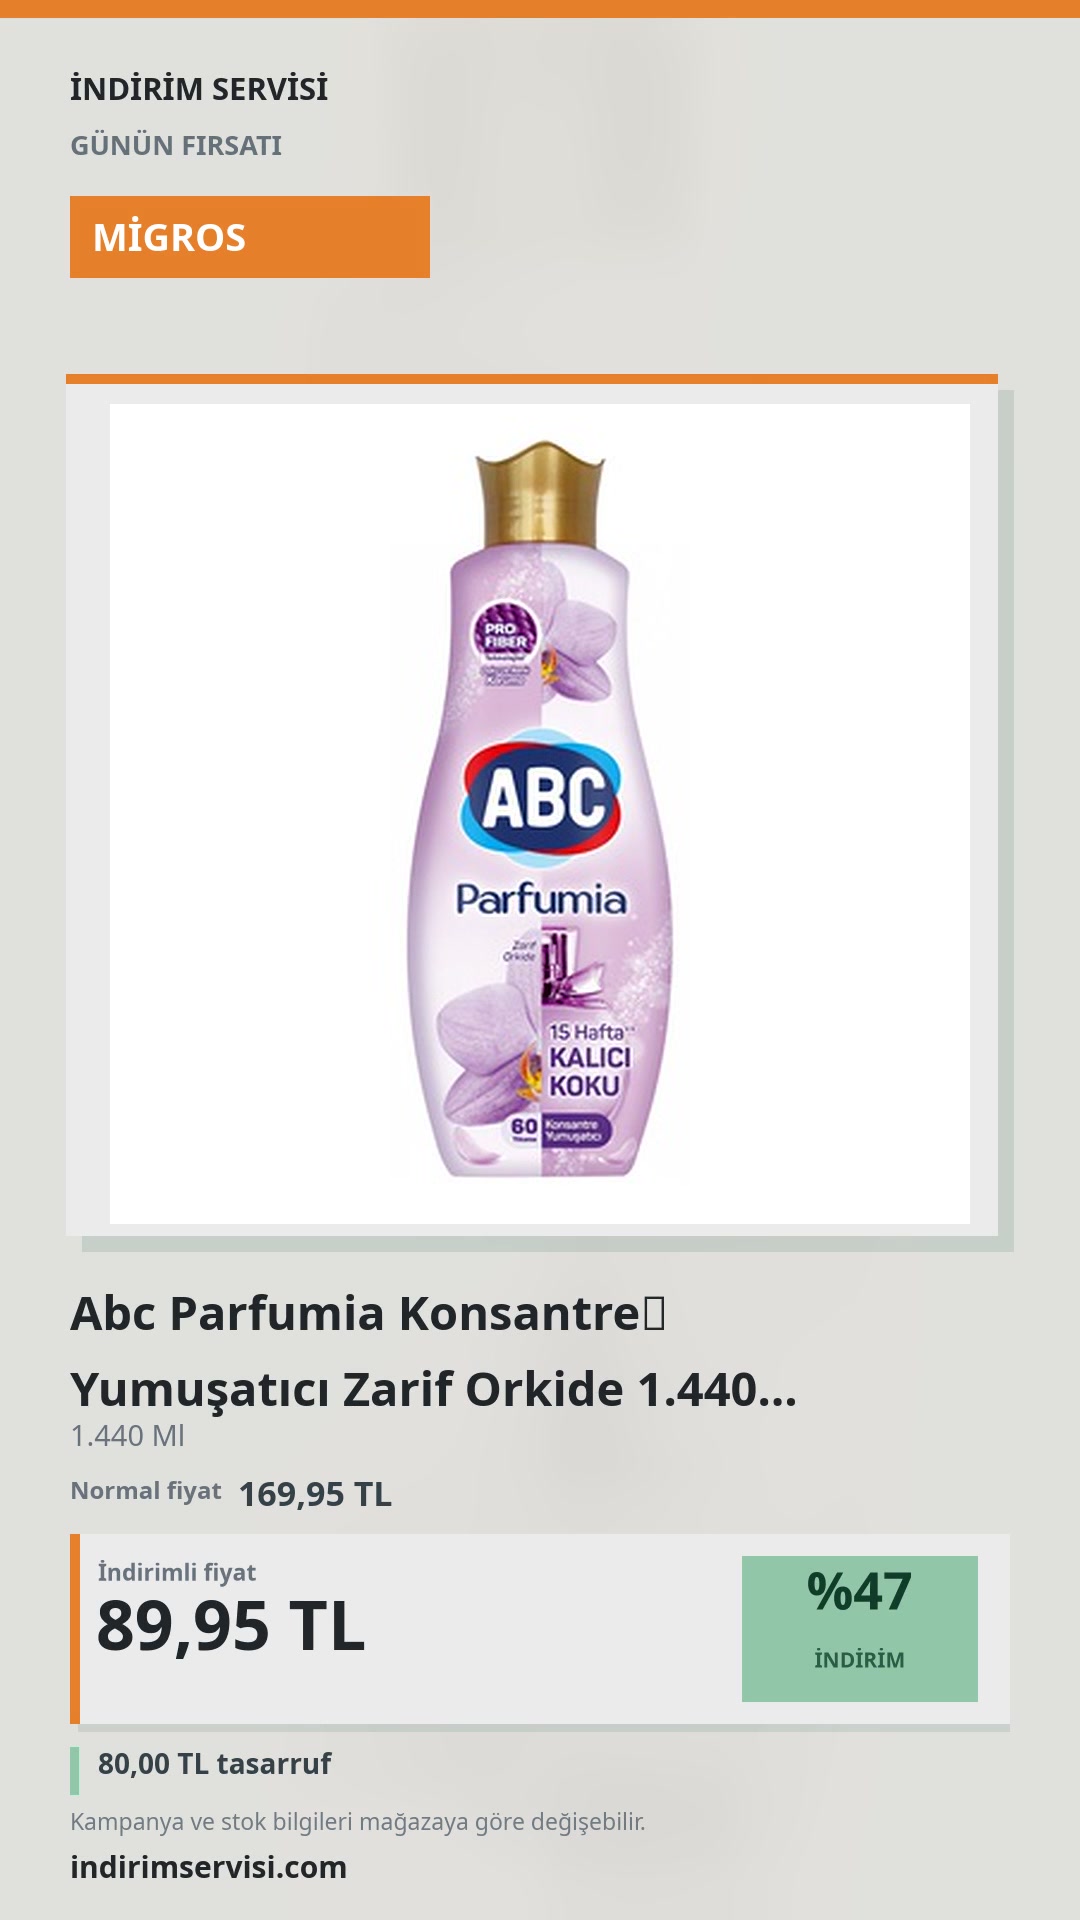 İNDİRİM SERVİSİ
GÜNÜN FIRSATI
MİGROS
PRO
FIBER
ABC
Parfumia
Zarif
Orkide
15 Hafta
KALICI
KOKU
60
Konsantre
Yumuşatıcı
Abc Parfumia Konsantre
Yumuşatıcı Zarif Orkide 1.440...
1.440 Ml
Normal fiyat 169,95 TL
İndirimli fiyat
89,95 TL
%47
İNDİRİM
80,00 TL tasarruf
Kampanya ve stok bilgileri mağazaya göre değişebilir.
indirimservisi.com